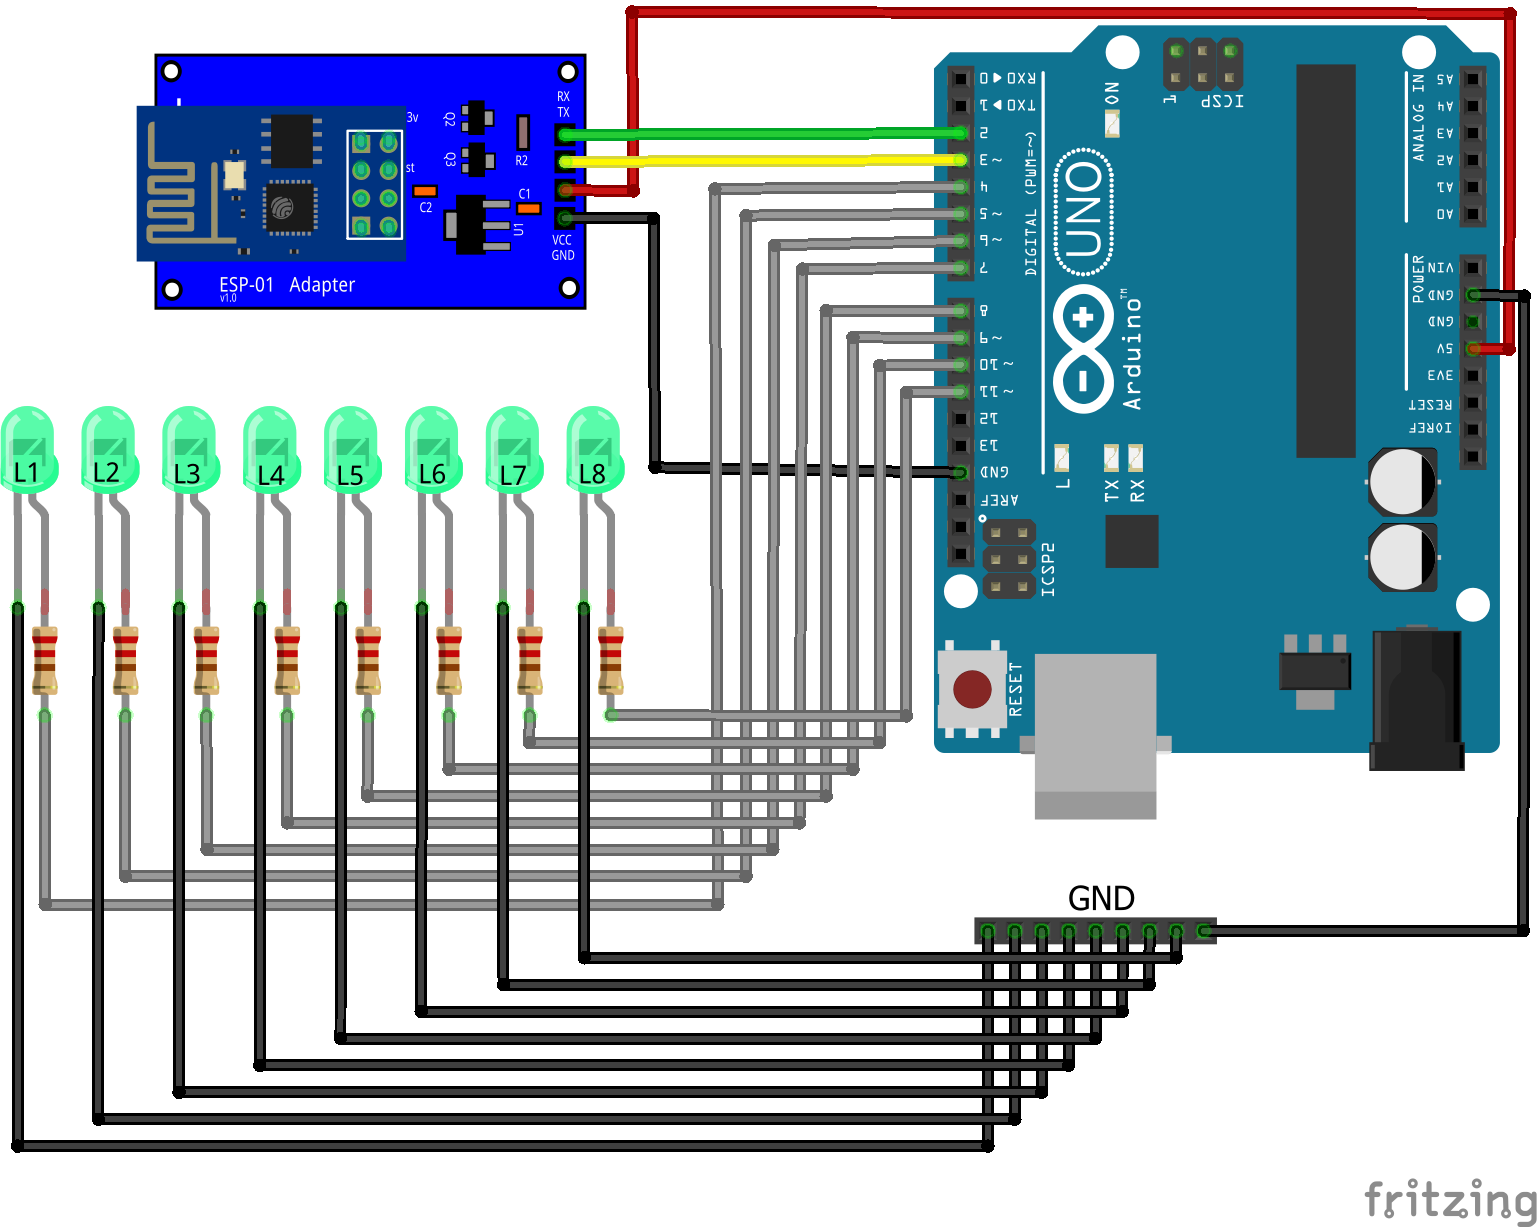 RX
TX
3v
Q2
Q3
R2
st
C2
C1
U1
VCC
GND
ESP-01 Adapter
v1.0
RX0 ◀ 0
TX0 ▶ 1
2
~ 3
4
~ 5
~ 6
7
8
~ 9
~ 10
~ 11
12
13
GND
AREF
DIGITAL (PWM=~)
ON
1
ICSP
UNO
Arduino™
L
TX
RX
ICSP2
RESET
ANALOG IN
A5
A4
A3
A2
A1
A0
POWER
VIN
GND
GND
5V
3V3
RESET
IOREF
L1
L2
L3
L4
L5
L6
L7
L8
GND
fritzing